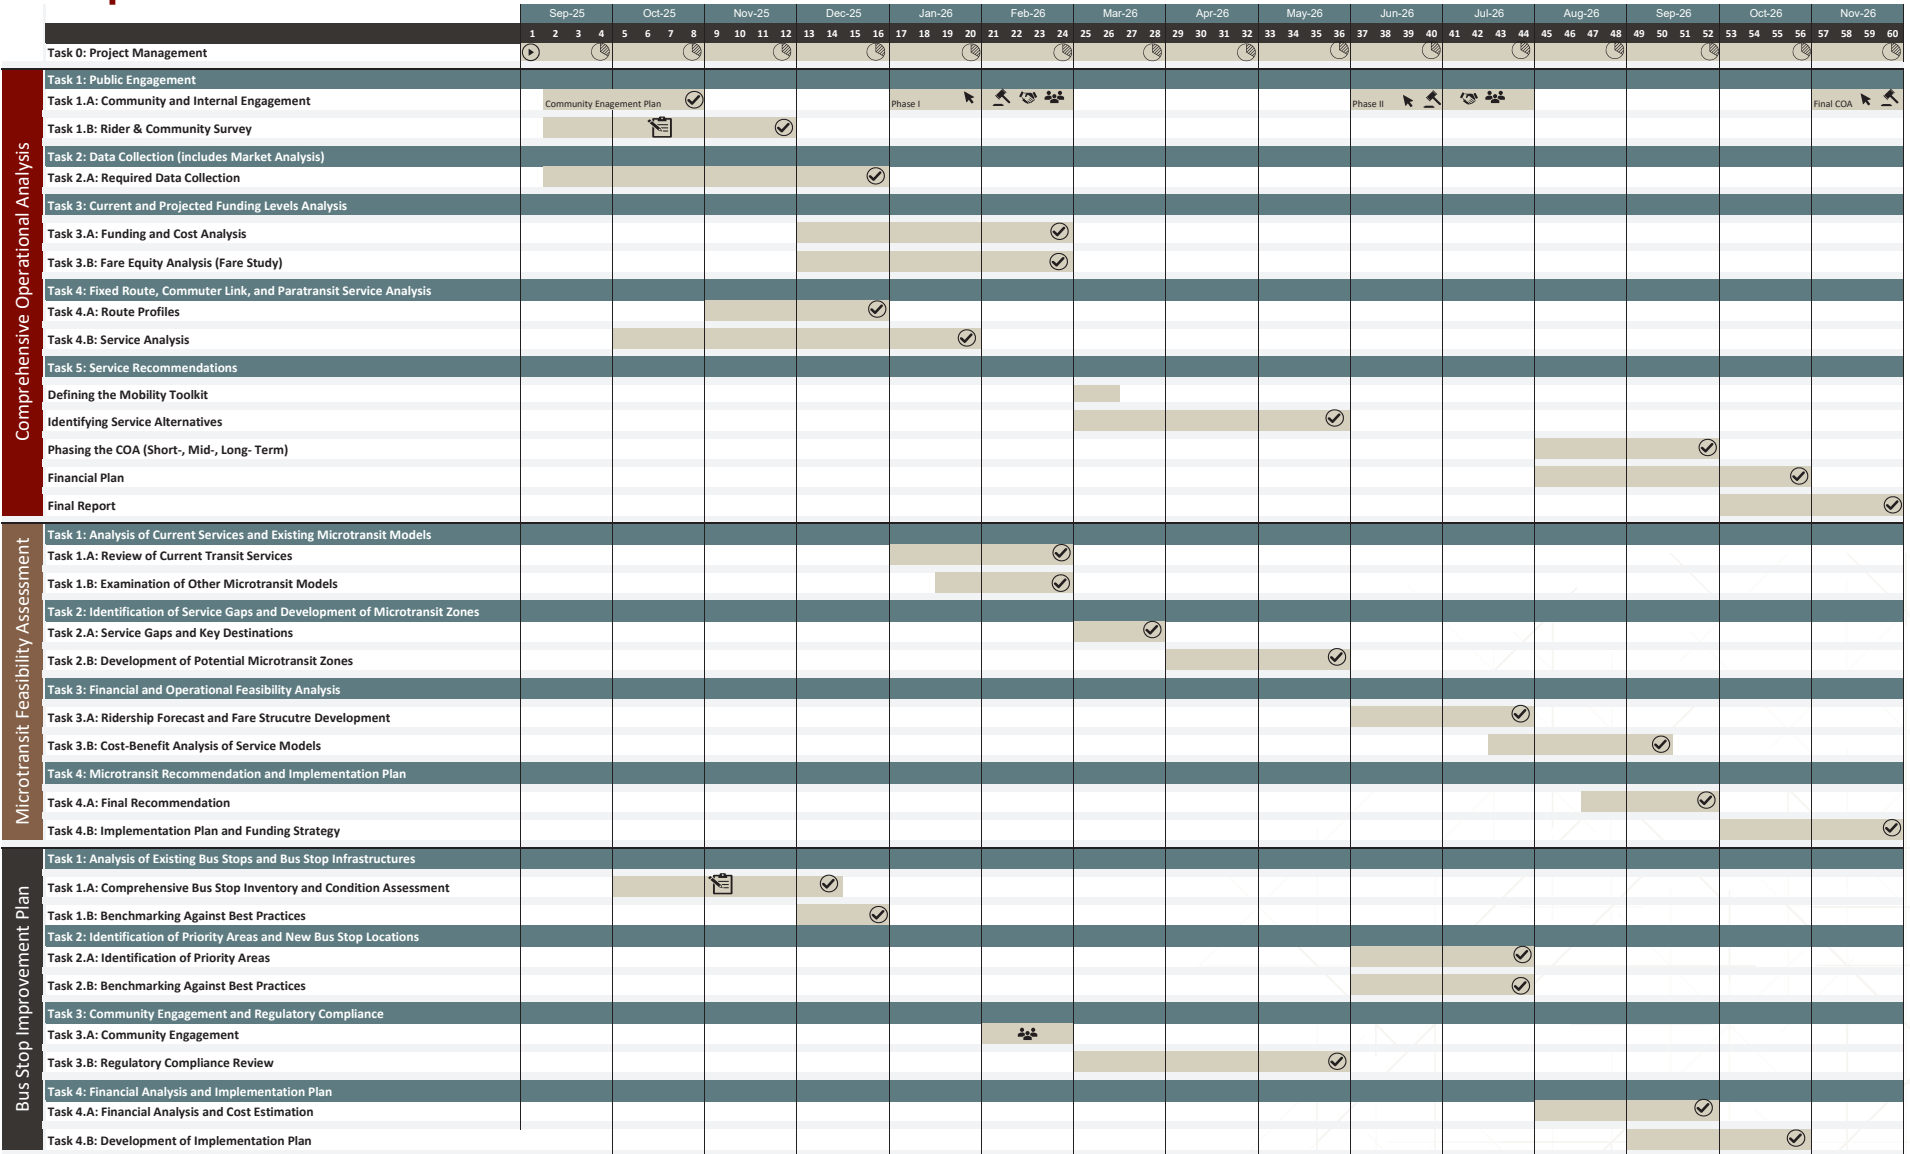 Sep-25 Oct-25 Nov-25 Dec-25 Jan-26 Feb-26 Mar-26 Apr-26 May-26 Jun-26 Jul-26 Aug-26 Sep-26 Oct-26 Nov-26
1 2 3 4 5 6 7 8 9 10 11 12 13 14 15 16 17 18 19 20 21 22 23 24 25 26 27 28 29 30 31 32 33 34 35 36 37 38 39 40 41 42 43 44 45 46 47 48 49 50 51 52 53 54 55 56 57 58 59 60
Task 0: Project Management
Comprehensive Operational Analysis
Task 1: Public Engagement
Task 1.A: Community and Internal Engagement
Community Enagement Plan
Phase I
Phase II
Final COA
Task 1.B: Rider & Community Survey
Task 2: Data Collection (includes Market Analysis)
Task 2.A: Required Data Collection
Task 3: Current and Projected Funding Levels Analysis
Task 3.A: Funding and Cost Analysis
Task 3.B: Fare Equity Analysis (Fare Study)
Task 4: Fixed Route, Commuter Link, and Paratransit Service Analysis
Task 4.A: Route Profiles
Task 4.B: Service Analysis
Task 5: Service Recommendations
Defining the Mobility Toolkit
Identifying Service Alternatives
Phasing the COA (Short-, Mid-, Long- Term)
Financial Plan
Final Report
Microtransit Feasibility Assessment
Task 1: Analysis of Current Services and Existing Microtransit Models
Task 1.A: Review of Current Transit Services
Task 1.B: Examination of Other Microtransit Models
Task 2: Identification of Service Gaps and Development of Microtransit Zones
Task 2.A: Service Gaps and Key Destinations
Task 2.B: Development of Potential Microtransit Zones
Task 3: Financial and Operational Feasibility Analysis
Task 3.A: Ridership Forecast and Fare Strucutre Development
Task 3.B: Cost-Benefit Analysis of Service Models
Task 4: Microtransit Recommendation and Implementation Plan
Task 4.A: Final Recommendation
Task 4.B: Implementation Plan and Funding Strategy
Bus Stop Improvement Plan
Task 1: Analysis of Existing Bus Stops and Bus Stop Infrastructures
Task 1.A: Comprehensive Bus Stop Inventory and Condition Assessment
Task 1.B: Benchmarking Against Best Practices
Task 2: Identification of Priority Areas and New Bus Stop Locations
Task 2.A: Identification of Priority Areas
Task 2.B: Benchmarking Against Best Practices
Task 3: Community Engagement and Regulatory Compliance
Task 3.A: Community Engagement
Task 3.B: Regulatory Compliance Review
Task 4: Financial Analysis and Implementation Plan
Task 4.A: Financial Analysis and Cost Estimation
Task 4.B: Development of Implementation Plan